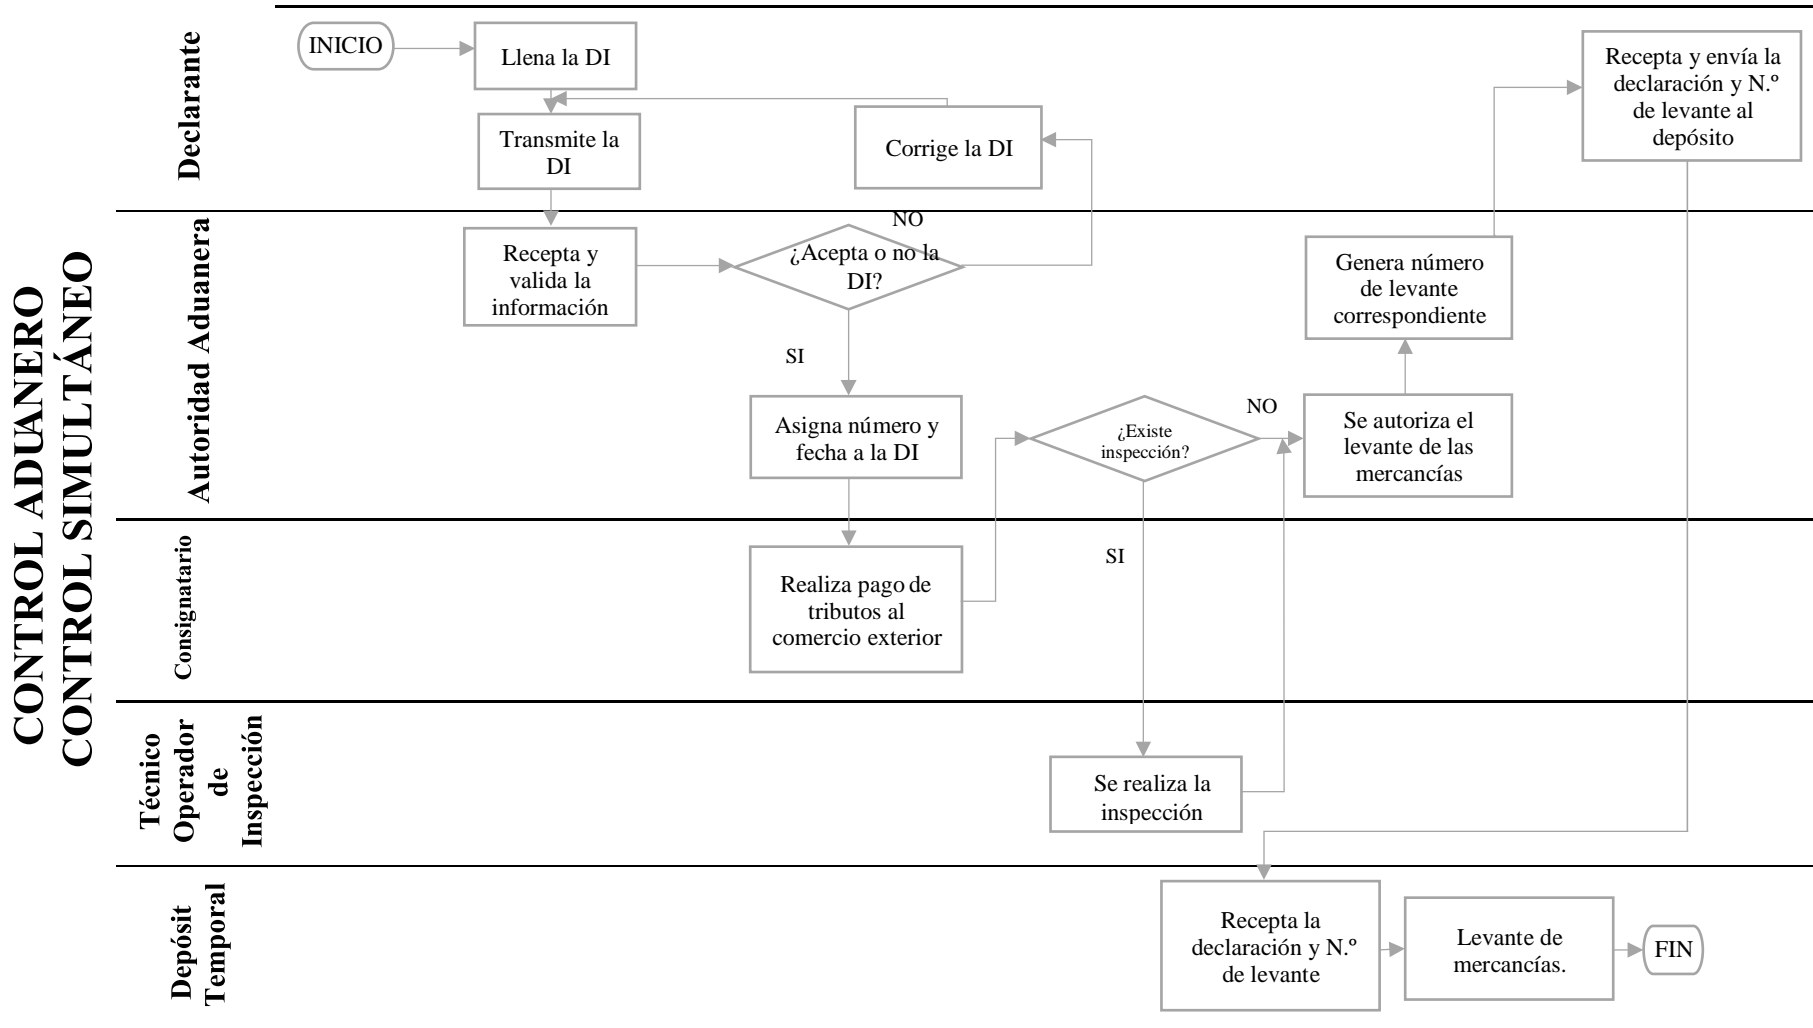 CONTROL ADUANERO
CONTROL SIMULTÁNEO
Declarante
INICIO
Llena la DI
Transmite la
DI
Corrige la DI
Recepta y envía la
declaración y N.º
de levante al
depósito
Autoridad Aduanera
Recepta y
valida la
información
¿Acepta o no la
DI?
NO
SI
Asigna número y
fecha a la DI
¿Existe
inspección?
NO
SI
Se autoriza el
levante de las
mercancías
Genera número
de levante
correspondiente
Consignatario
Realiza pago de
tributos al
comercio exterior
Técnico
Operador
de
Inspección
Se realiza la
inspección
Depósit
Temporal
Recepta la
declaración y N.º
de levante
Levante de
mercancías.
FIN